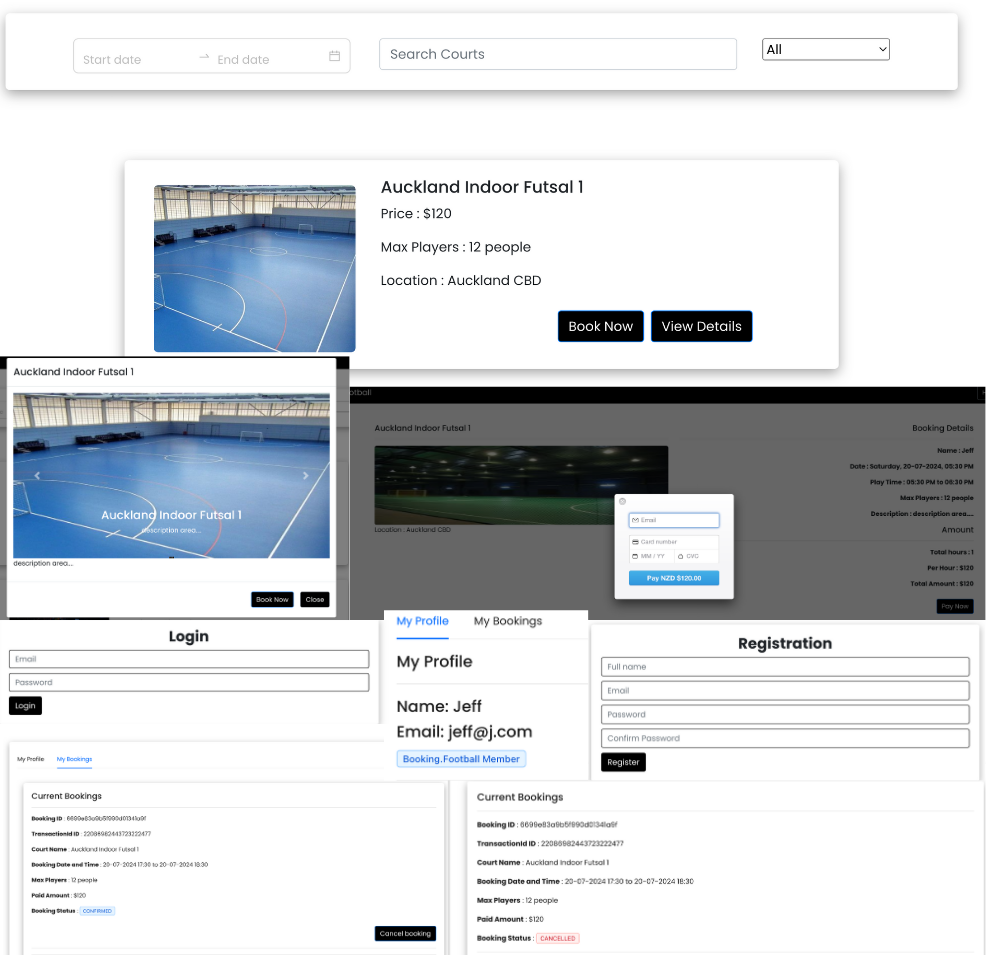 Start date
End date
Search Courts
All
Auckland Indoor Futsal 1
Price : $120
Max Players : 12 people
Location : Auckland CBD
Book Now
View Details
Auckland Indoor Futsal 1
Auckland Indoor Futsal 1
description area...
description area...
Book Now
Close
otball
Auckland Indoor Futsal 1
Location : Auckland CBD
Booking Details
Name : Jeff
Date : Saturday, 20-07-2024, 05:30 PM
Play Time : 05:30 PM to 06:30 PM
Max Players : 12 people
Description : description area....
Amount
Total hours : 1
Per Hour : $120
Total Amount : $120
Pay Now
Email
Card number
MM / YY
CVC
Pay NZD $120.00
Login
Email
Password
Login
My Profile
My Bookings
My Profile
Name: Jeff
Email: jeff@j.com
Booking.Football Member
Registration
Full name
Email
Password
Confirm Password
Register
My Profile
My Bookings
Current Bookings
Booking ID : 6699e83a9b5f990d01341a9f
TransactionId ID : 22086982443723222477
Court Name : Auckland Indoor Futsal 1
Booking Date and Time : 20-07-2024 17:30 to 20-07-2024 18:30
Max Players : 12 people
Paid Amount : $120
Booking Status : CONFIRMED
Cancel booking
Current Bookings
Booking ID : 6699e83a9b5f990d01341a9f
TransactionId ID : 22086982443723222477
Court Name : Auckland Indoor Futsal 1
Booking Date and Time : 20-07-2024 17:30 to 20-07-2024 18:30
Max Players : 12 people
Paid Amount : $120
Booking Status : CANCELLED